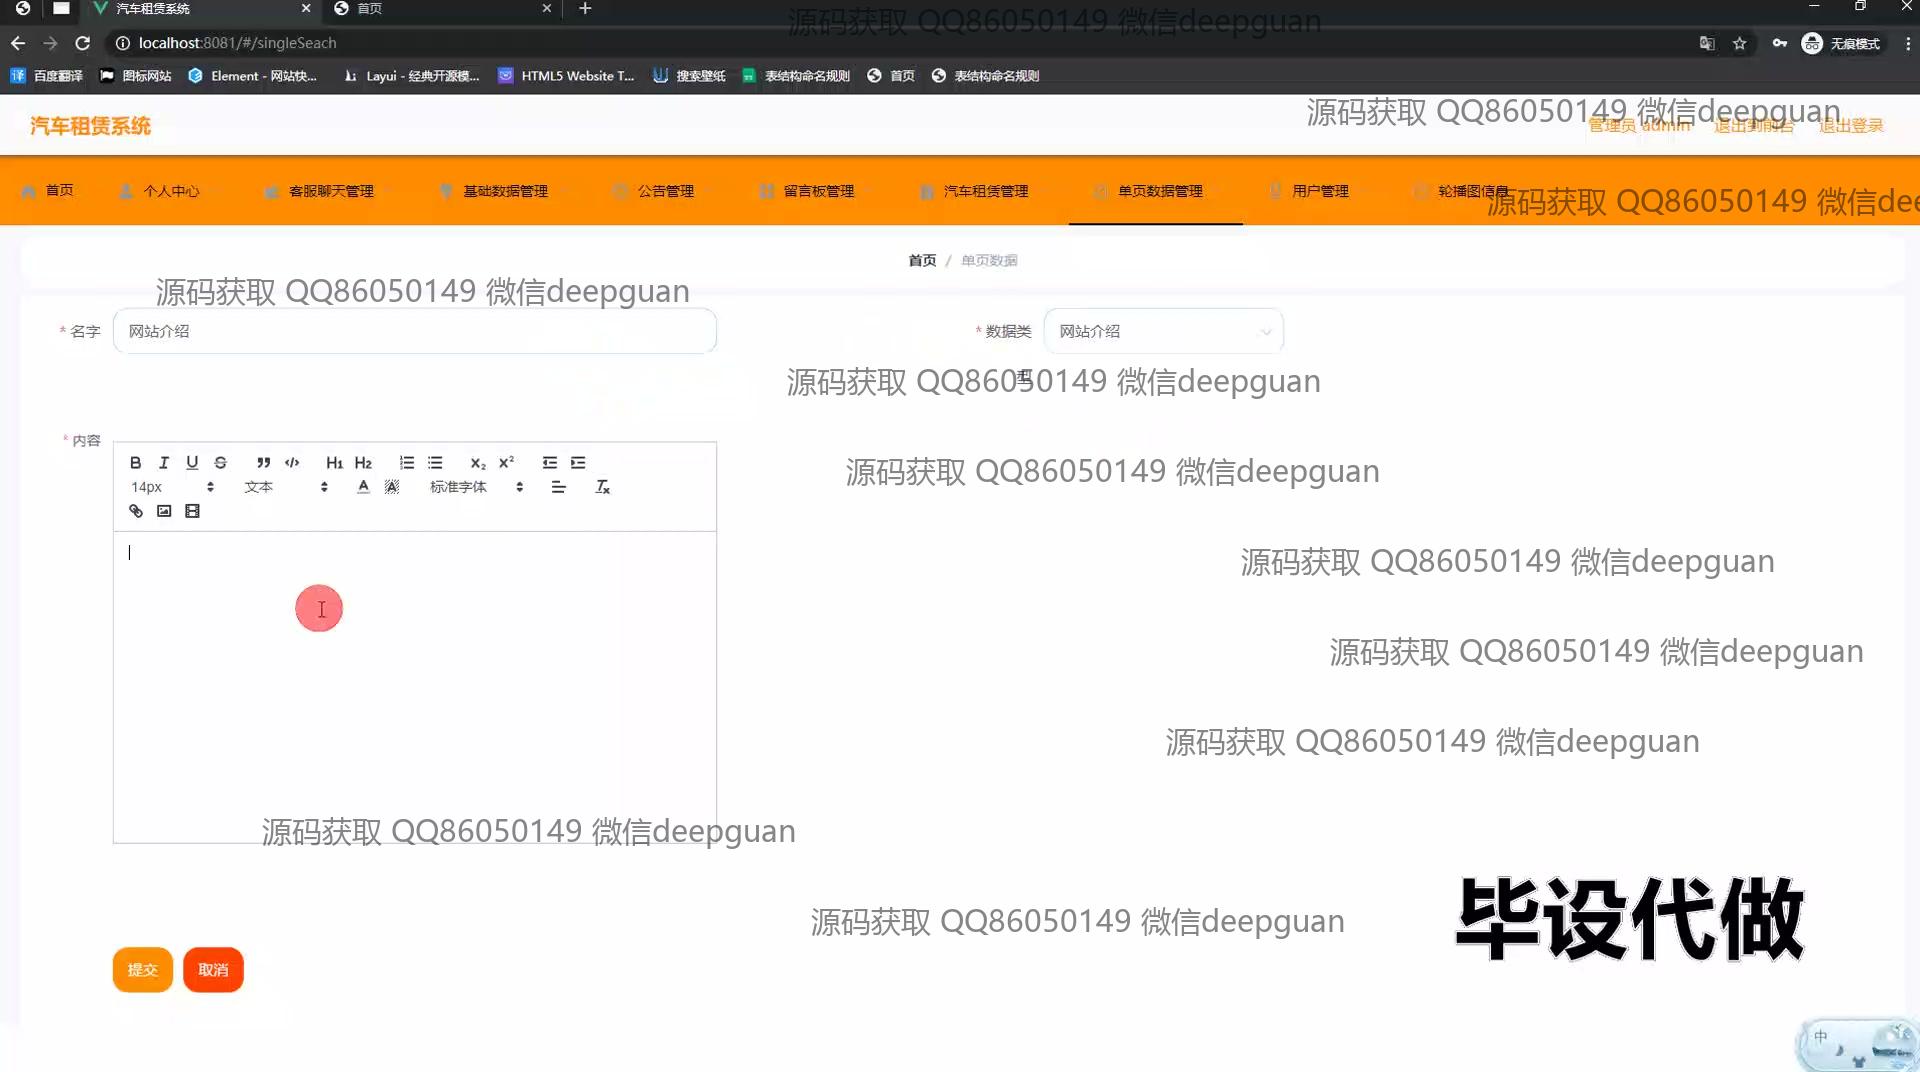 汽车租赁系统
首页
localhost:8081/#/singleSeach
无痕模式
百度翻译
图标网站
Element - 网站快...
Layui - 经典开源模...
HTML5 Website T...
搜索壁纸
表结构命名规则
首页
表结构命名规则
源码获取 QQ86050149 微信deepguan
汽车租赁系统
源码获取 QQ86050149 微信deepguan
管理员 admin
退出到前台
退出登录
首页
个人中心
客服聊天管理
基础数据管理
公告管理
留言板管理
汽车租赁管理
单页数据管理
用户管理
轮播图信息
源码获取 QQ86050149 微信dee
首页 / 单页数据
源码获取 QQ86050149 微信deepguan
* 名字
网站介绍
* 数据类型
网站介绍
源码获取 QQ86050149 微信deepguan
* 内容
B I U S H1 H2 x₂ x²
14px
文本
A A
标准字体
源码获取 QQ86050149 微信deepguan
源码获取 QQ86050149 微信deepguan
源码获取 QQ86050149 微信deepguan
源码获取 QQ86050149 微信deepguan
源码获取 QQ86050149 微信deepguan
源码获取 QQ86050149 微信deepguan
毕设代做
提交
取消
中